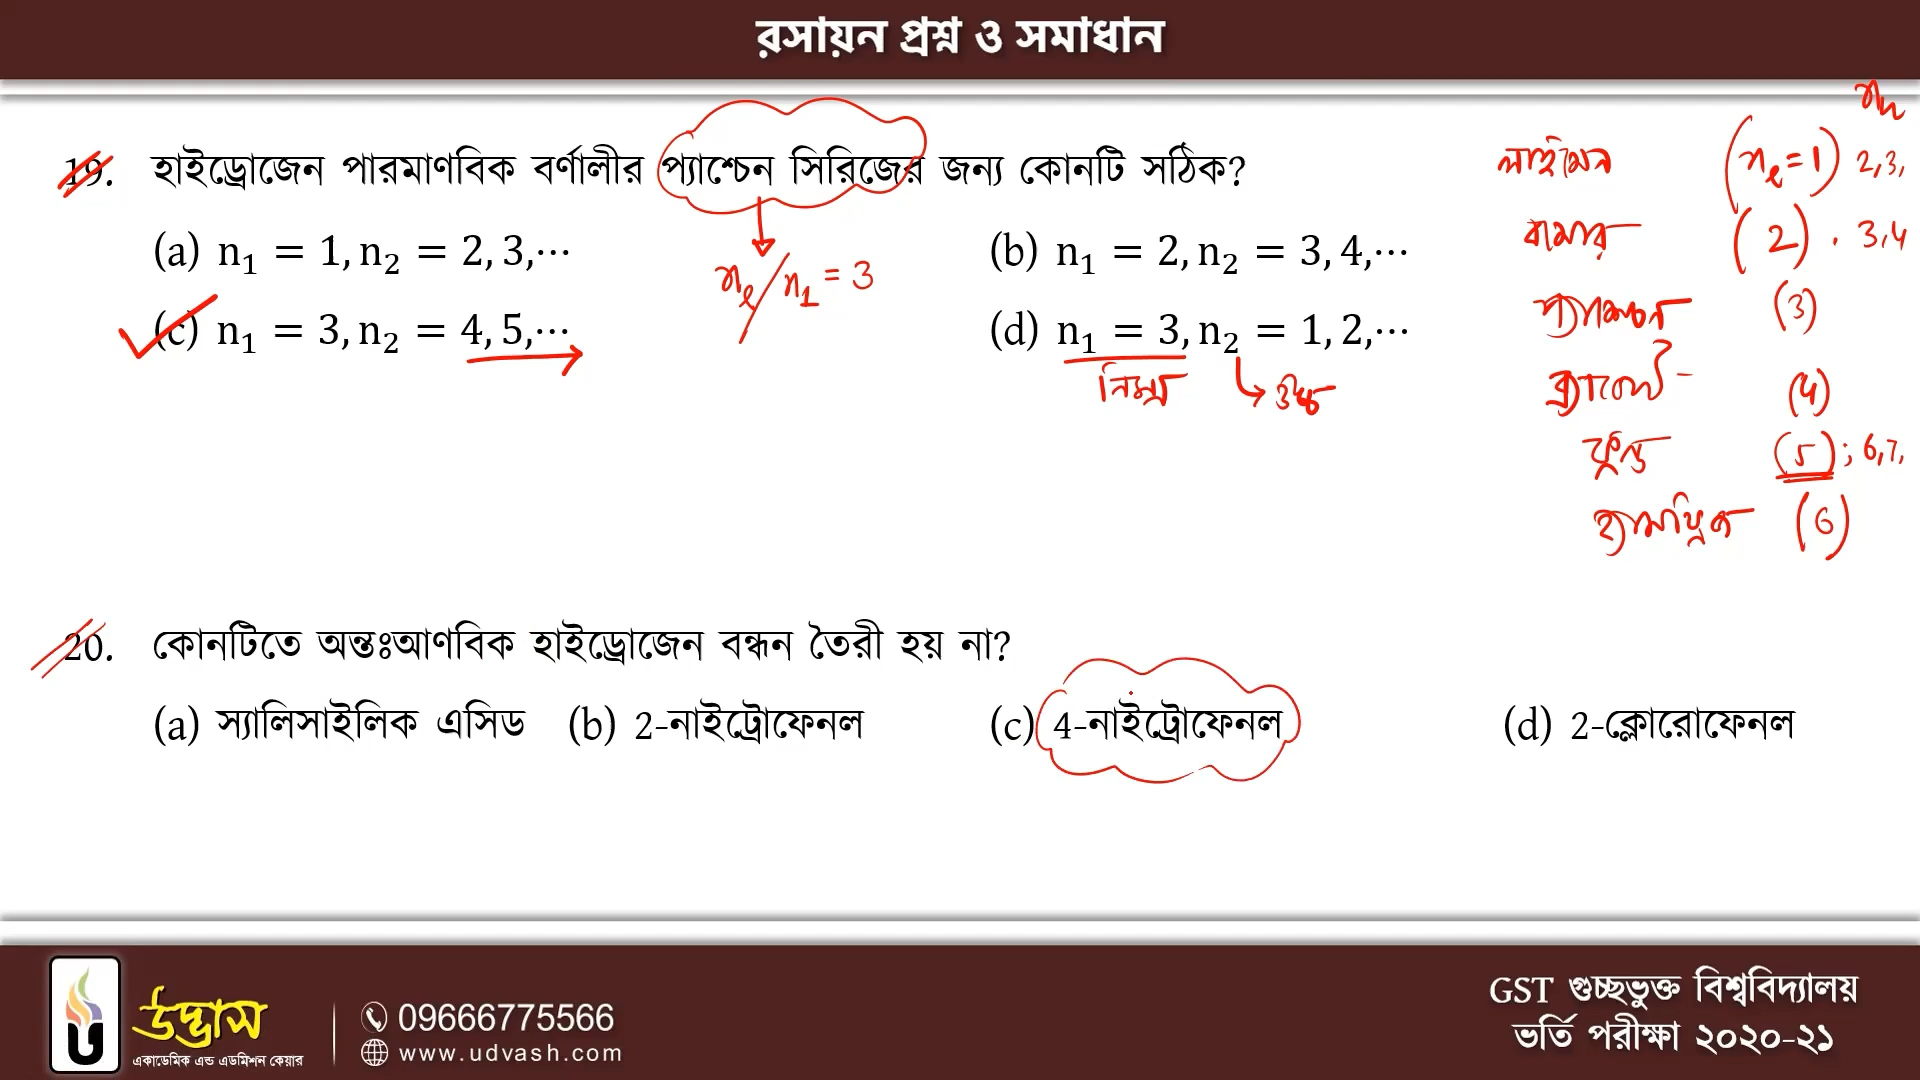 রসায়ন প্রশ্ন ও সমাধান
19. হাইড্রোজেন পারমাণবিক বর্ণালীর প্যাশ্চেন সিরিজের জন্য কোনটি সঠিক?
(a) n₁ = 1, n₂ = 2, 3,⋯ (b) n₁ = 2, n₂ = 3, 4,⋯
n_l / n₁ = 3
(c) n₁ = 3, n₂ = 4, 5,⋯ (d) n₁ = 3, n₂ = 1, 2,⋯
নিম্ন উচ্চ
লাইমেন (n_l = 1) 2,3,
বামার (2) . 3,4
প্যাশ্চেন (3)
ব্র্যাকেট - (4)
ফুন্ড (5) ; 6,7,
(6)
20. কোনটিতে অন্তঃআণবিক হাইড্রোজেন বন্ধন তৈরী হয় না?
(a) স্যালিসাইলিক এসিড (b) 2-নাইট্রোফেনল (c) 4-নাইট্রোফেনল (d) 2-ক্লোরোফেনল
উদ্ভাস
একাডেমিক এন্ড এডমিশন কেয়ার
09666775566
www.udvash.com
GST গুচ্ছভুক্ত বিশ্ববিদ্যালয়
ভর্তি পরীক্ষা ২০২০-২১